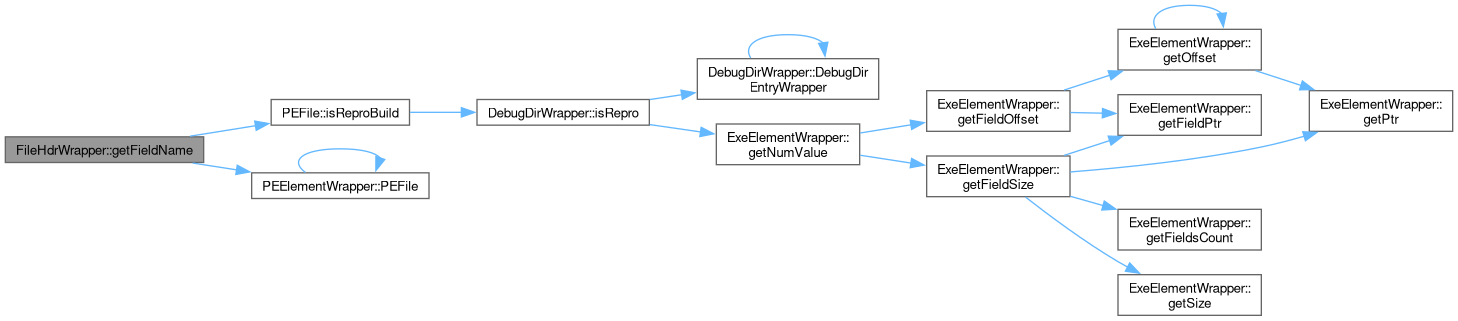 FileHdrWrapper::getFieldName
PEFile::isReproBuild
PEElementWrapper::PEFile
DebugDirWrapper::isRepro
DebugDirWrapper::DebugDir
EntryWrapper
ExeElementWrapper::
getNumValue
ExeElementWrapper::
getFieldOffset
ExeElementWrapper::
getFieldSize
ExeElementWrapper::
getOffset
ExeElementWrapper::
getFieldPtr
ExeElementWrapper::
getFieldsCount
ExeElementWrapper::
getSize
ExeElementWrapper::
getPtr